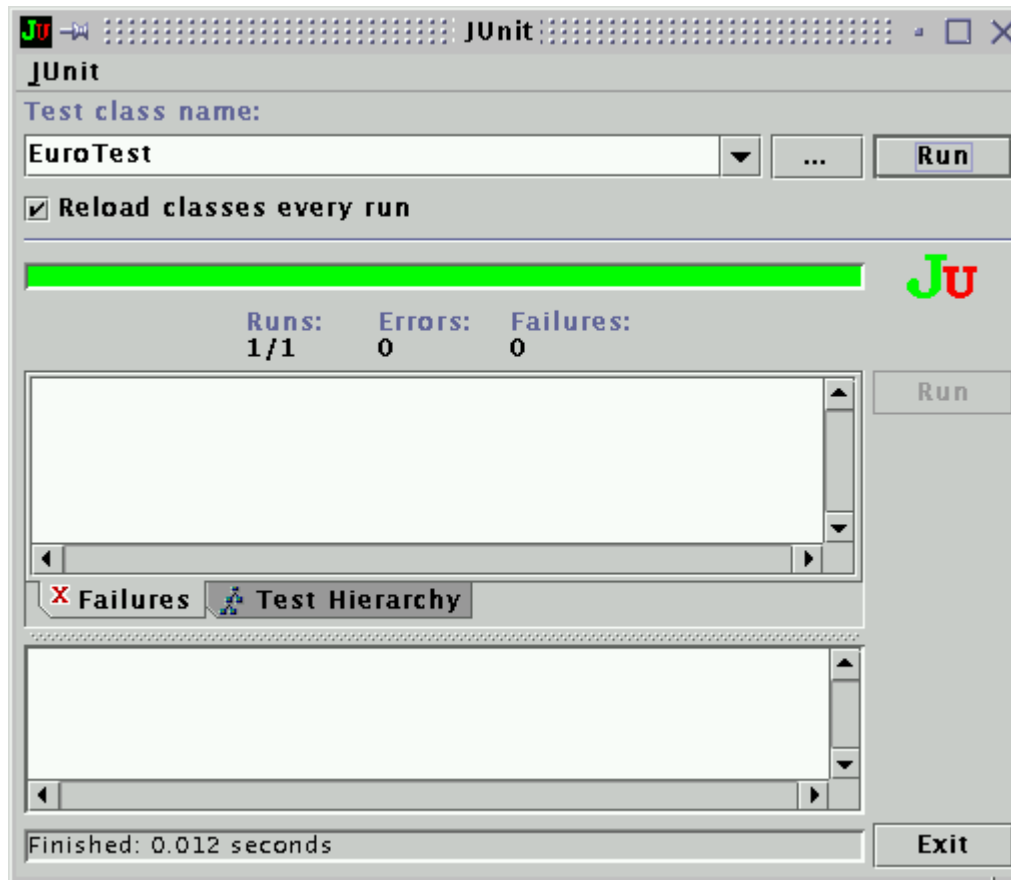 JU JUnit
JUnit
Test class name:
EuroTest ... Run
Reload classes every run
JU
Runs: Errors: Failures:
1/1 0 0
Run
X Failures Test Hierarchy
Finished: 0.012 seconds Exit